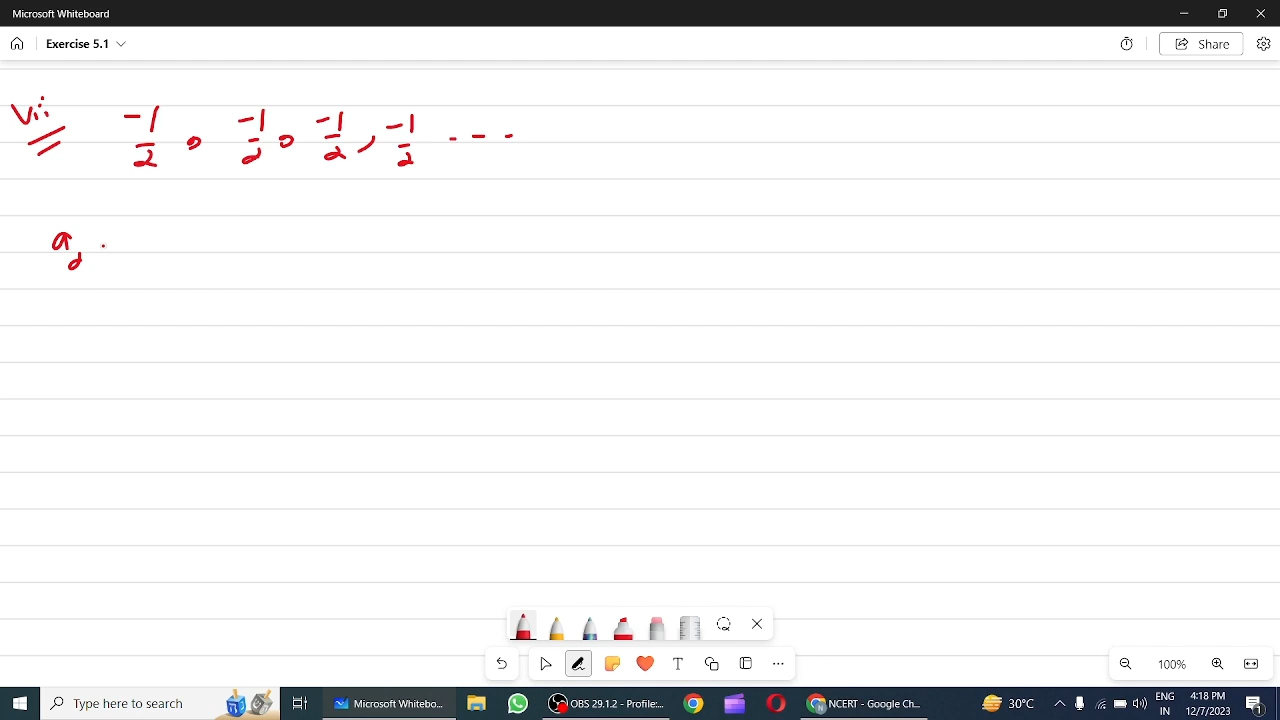 Microsoft Whiteboard
Exercise 5.1
Share
vii
-1/2, -1/2, -1/2, -1/2 ----
a2
T
100%
Type here to search
Microsoft Whitebo...
OBS 29.1.2 - Profile:...
NCERT - Google Ch...
30°C
ENG
IN
4:18 PM
12/7/2023